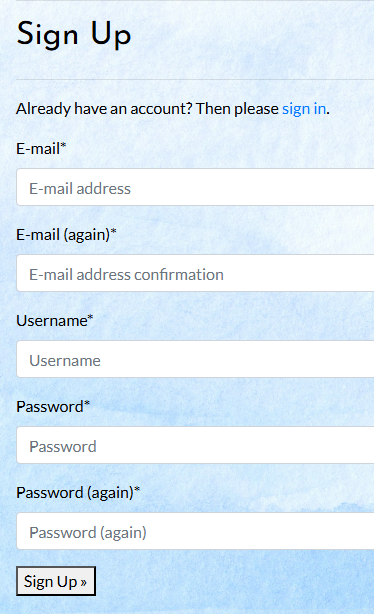 Sign Up
Already have an account? Then please sign in.
E-mail*
E-mail address
E-mail (again)*
E-mail address confirmation
Username*
Username
Password*
Password
Password (again)*
Password (again)
Sign Up »